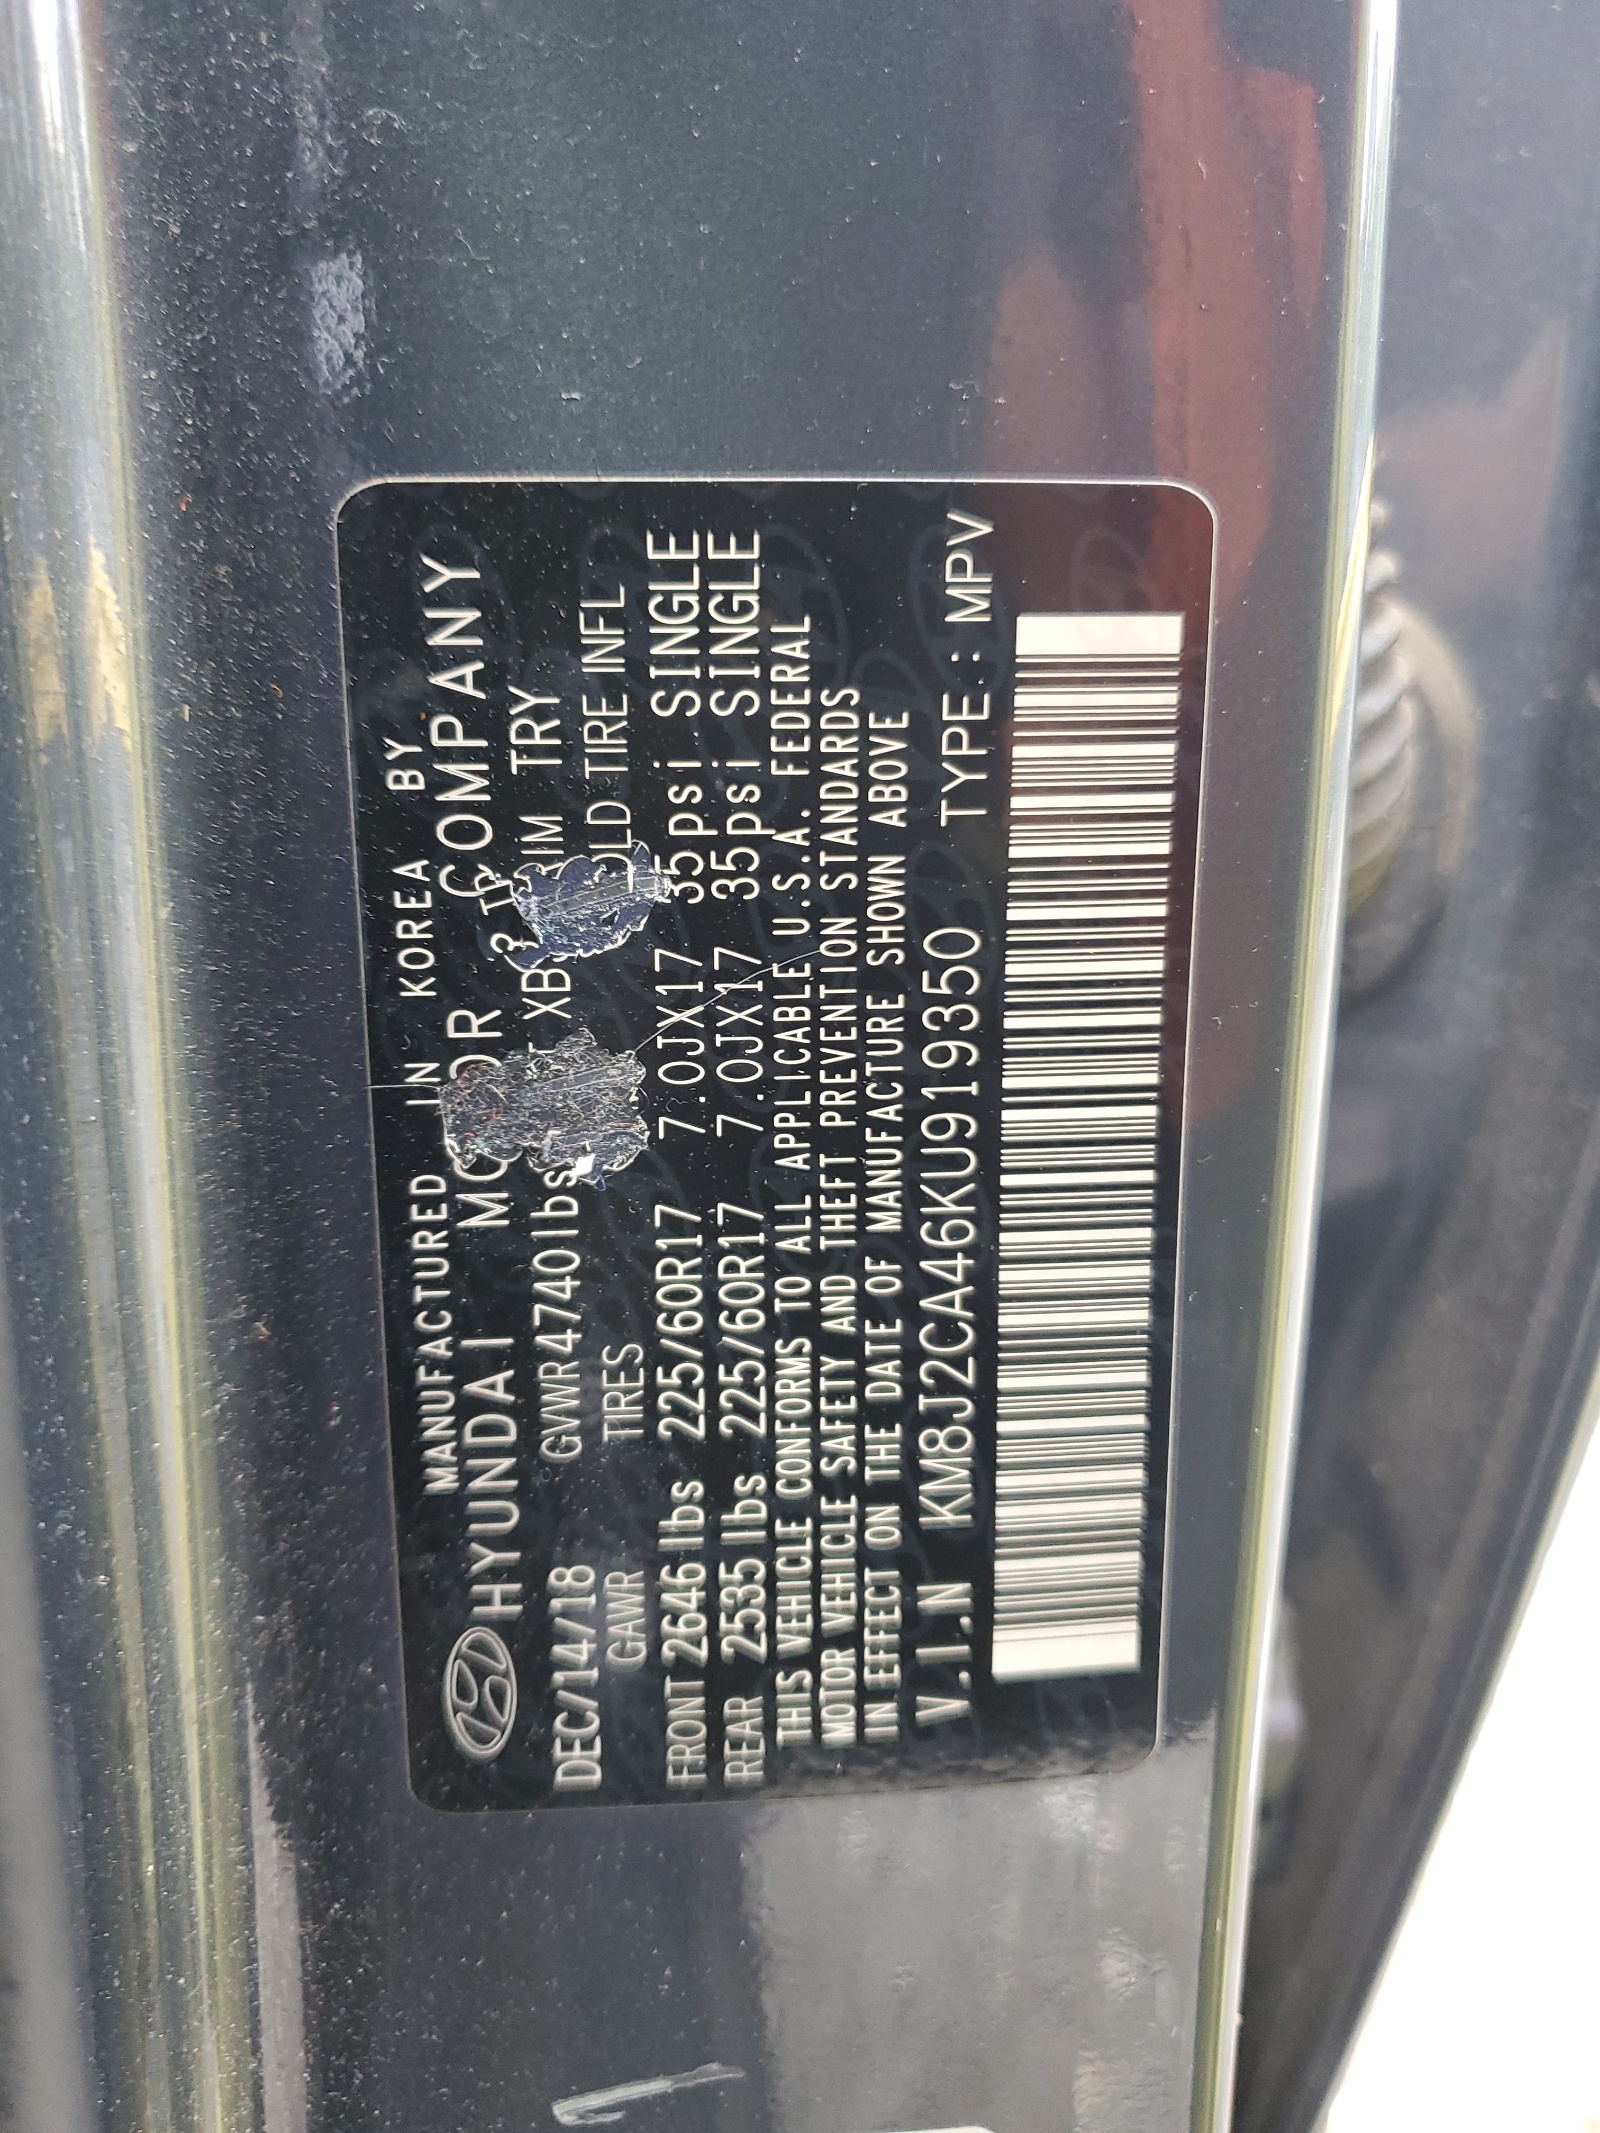 MANUFACTURED IN KOREA BY
HYUNDAI COMPANY
DEC/14/18 GVWR 4740lbs TRY
GAWR TIRES TIRE INFL
FRONT 2646 lbs 225/60R17 7.0JX17 35psi SINGLE
REAR 2535 lbs 225/60R17 7.0JX17 35psi SINGLE
THIS VEHICLE CONFORMS TO ALL APPLICABLE U.S.A. FEDERAL
MOTOR VEHICLE SAFETY AND THEFT PREVENTION STANDARDS
IN EFFECT ON THE DATE OF MANUFACTURE SHOWN ABOVE
V.I.N KM8J2CA46KU919350 TYPE : MPV